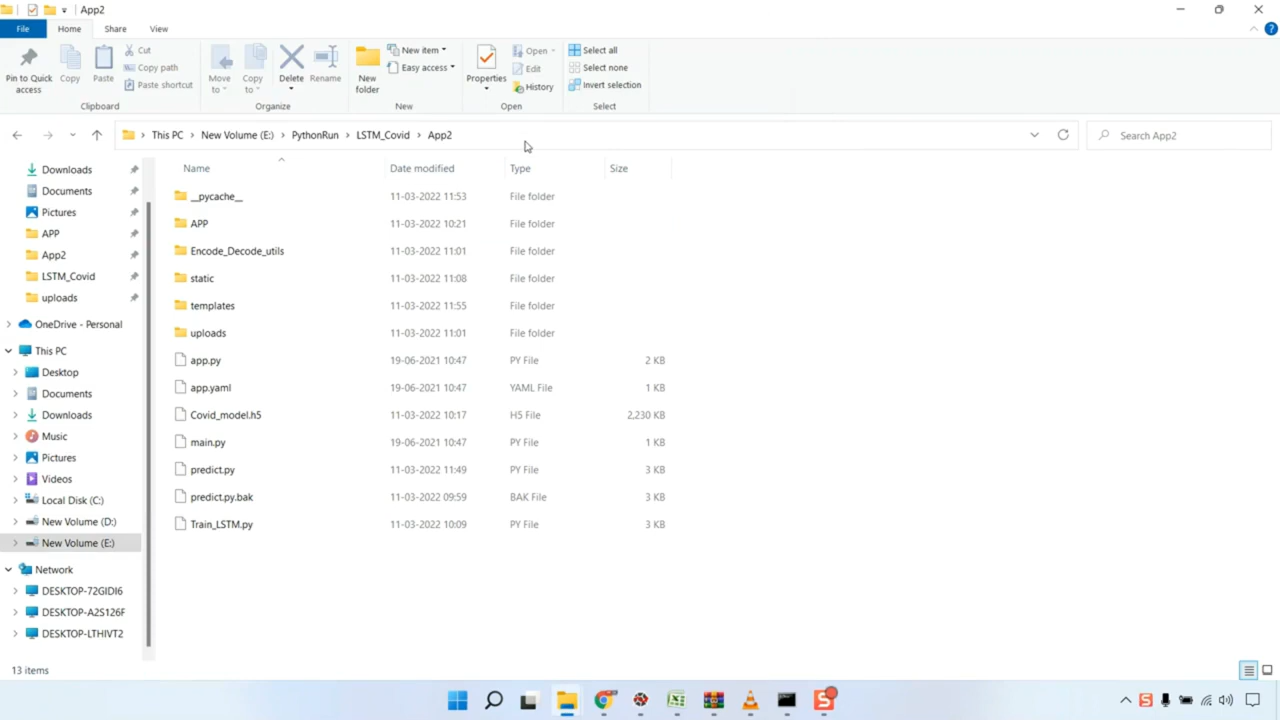 App2
File Home Share View
Pin to Quick access
Copy
Paste
Cut
Copy path
Paste shortcut
Clipboard
Move to
Copy to
Delete
Rename
Organize
New folder
New item
Easy access
New
Properties
Open
Edit
History
Open
Select all
Select none
Invert selection
Select
This PC > New Volume (E:) > PythonRun > LSTM_Covid > App2
Search App2
Downloads
Documents
Pictures
APP
App2
LSTM_Covid
uploads
OneDrive - Personal
This PC
Desktop
Documents
Downloads
Music
Pictures
Videos
Local Disk (C:)
New Volume (D:)
New Volume (E:)
Network
DESKTOP-72GIDI6
DESKTOP-A2S126F
DESKTOP-LTHIVT2
Name Date modified Type Size
__pycache__ 11-03-2022 11:53 File folder
APP 11-03-2022 10:21 File folder
Encode_Decode_utils 11-03-2022 11:01 File folder
static 11-03-2022 11:08 File folder
templates 11-03-2022 11:55 File folder
uploads 11-03-2022 11:01 File folder
app.py 19-06-2021 10:47 PY File 2 KB
app.yaml 19-06-2021 10:47 YAML File 1 KB
Covid_model.h5 11-03-2022 10:17 H5 File 2,230 KB
main.py 19-06-2021 10:47 PY File 1 KB
predict.py 11-03-2022 11:49 PY File 3 KB
predict.py.bak 11-03-2022 09:59 BAK File 3 KB
Train_LSTM.py 11-03-2022 10:09 PY File 3 KB
13 items